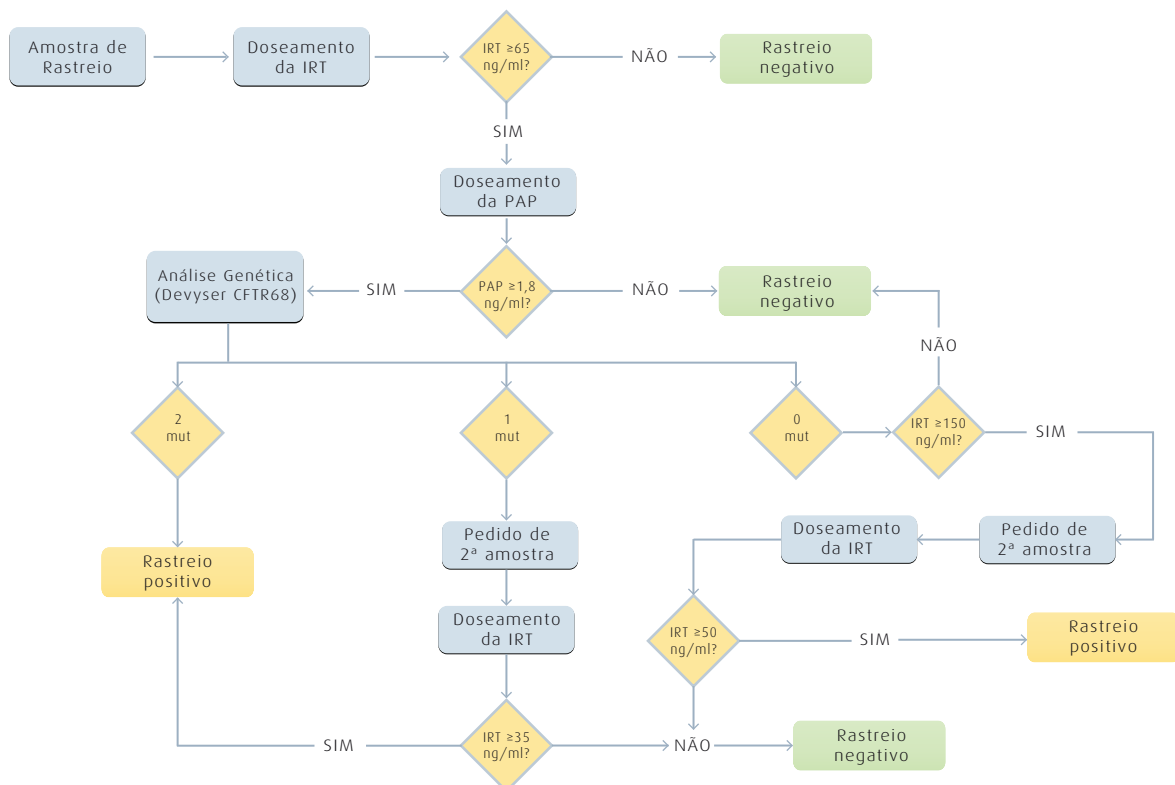 Amostra de
Rastreio
Doseamento
da IRT
IRT ≥65
ng/ml?
NÃO
Rastreio
negativo
SIM
Doseamento
da PAP
Análise Genética
(Devyser CFTR68)
SIM
PAP ≥1,8
ng/ml?
NÃO
Rastreio
negativo
NÃO
2
mut
1
mut
0
mut
IRT ≥150
ng/ml?
SIM
Pedido de
2ª amostra
Doseamento
da IRT
Pedido de
2ª amostra
Rastreio
positivo
Doseamento
da IRT
IRT ≥50
ng/ml?
SIM
Rastreio
positivo
SIM
IRT ≥35
ng/ml?
NÃO
Rastreio
negativo